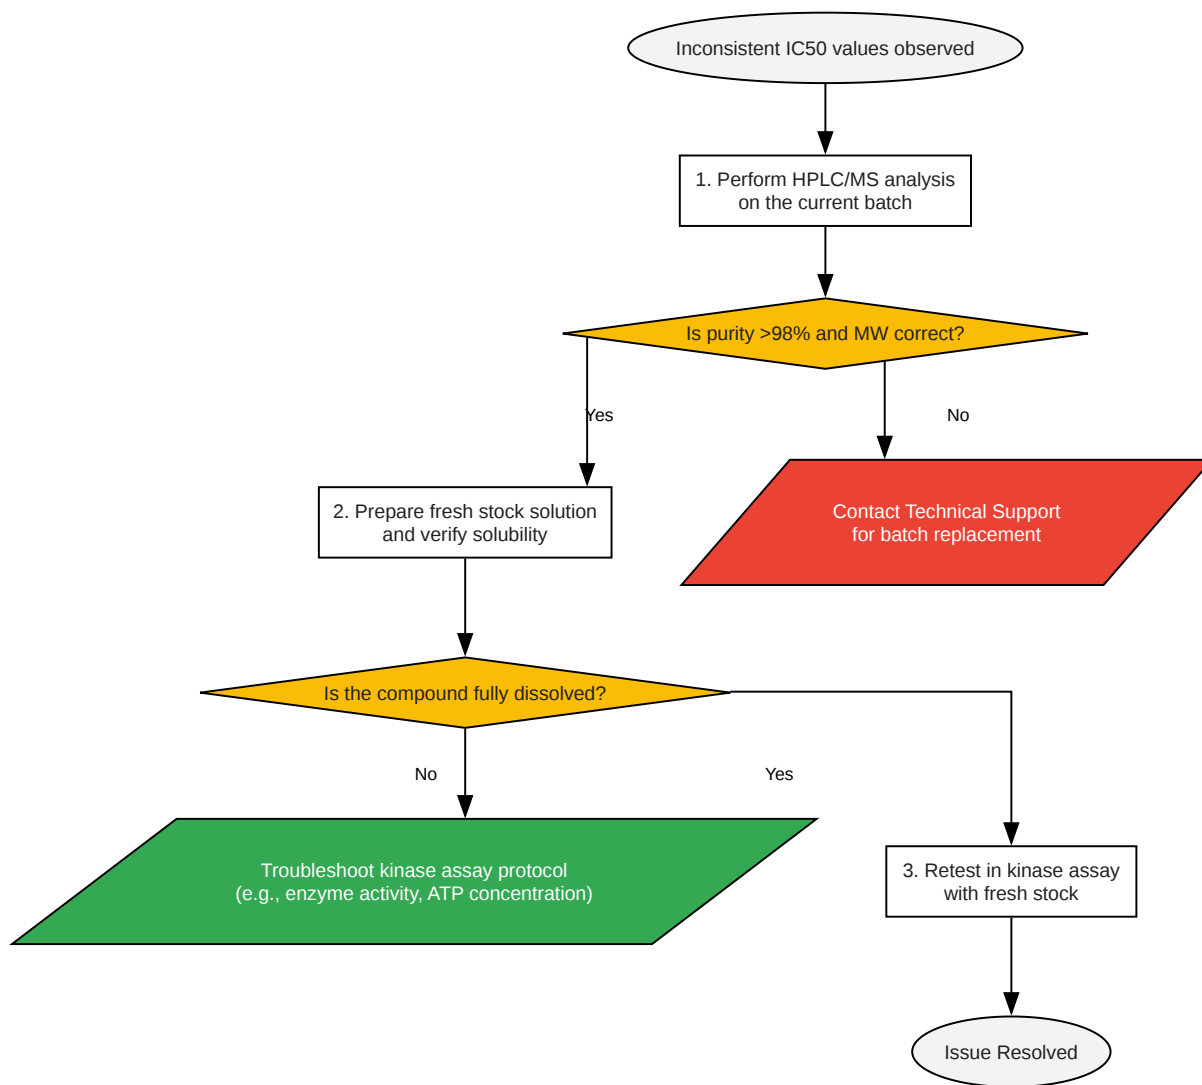 Inconsistent IC50 values observed
1. Perform HPLC/MS analysis
on the current batch
Is purity >98% and MW correct?
Yes
No
2. Prepare fresh stock solution
and verify solubility
Contact Technical Support
for batch replacement
Is the compound fully dissolved?
No
Yes
Troubleshoot kinase assay protocol
(e.g., enzyme activity, ATP concentration)
3. Retest in kinase assay
with fresh stock
Issue Resolved